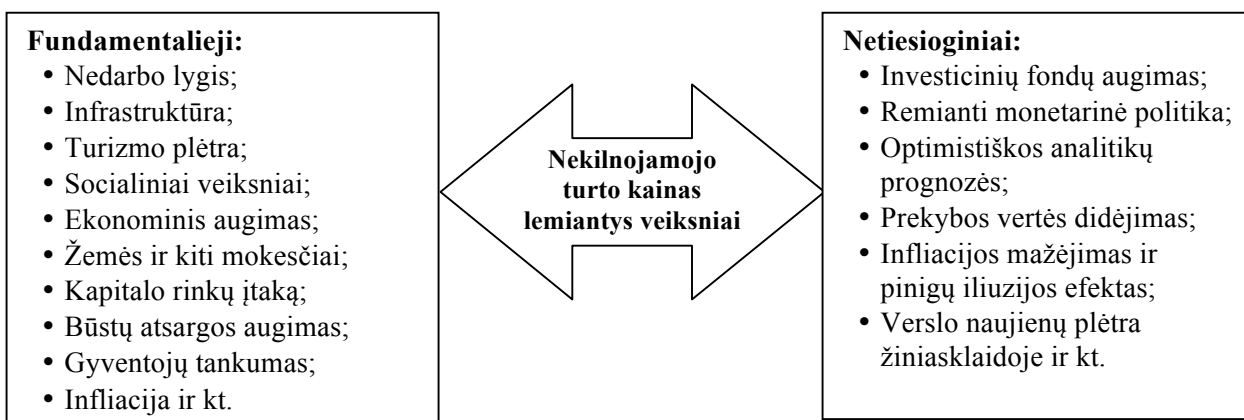 Fundamentalieji:
• Nedarbo lygis;
• Infrastruktūra;
• Turizmo plėtra;
• Socialiniai veiksniai;
• Ekonominis augimas;
• Žemės ir kiti mokesčiai;
• Kapitalo rinkų įtaką;
• Būstų atsargos augimas;
• Gyventojų tankumas;
• Infliacija ir kt.
Nekilnojamojo
turto kainas
lemiantys veiksniai
Netiesioginiai:
• Investicinių fondų augimas;
• Remianti monetarinė politika;
• Optimistiškos analitikų
prognozės;
• Prekybos vertės didėjimas;
• Infliacijos mažėjimas ir
pinigų iliuzijos efektas;
• Verslo naujienų plėtra
žiniasklaidoje ir kt.